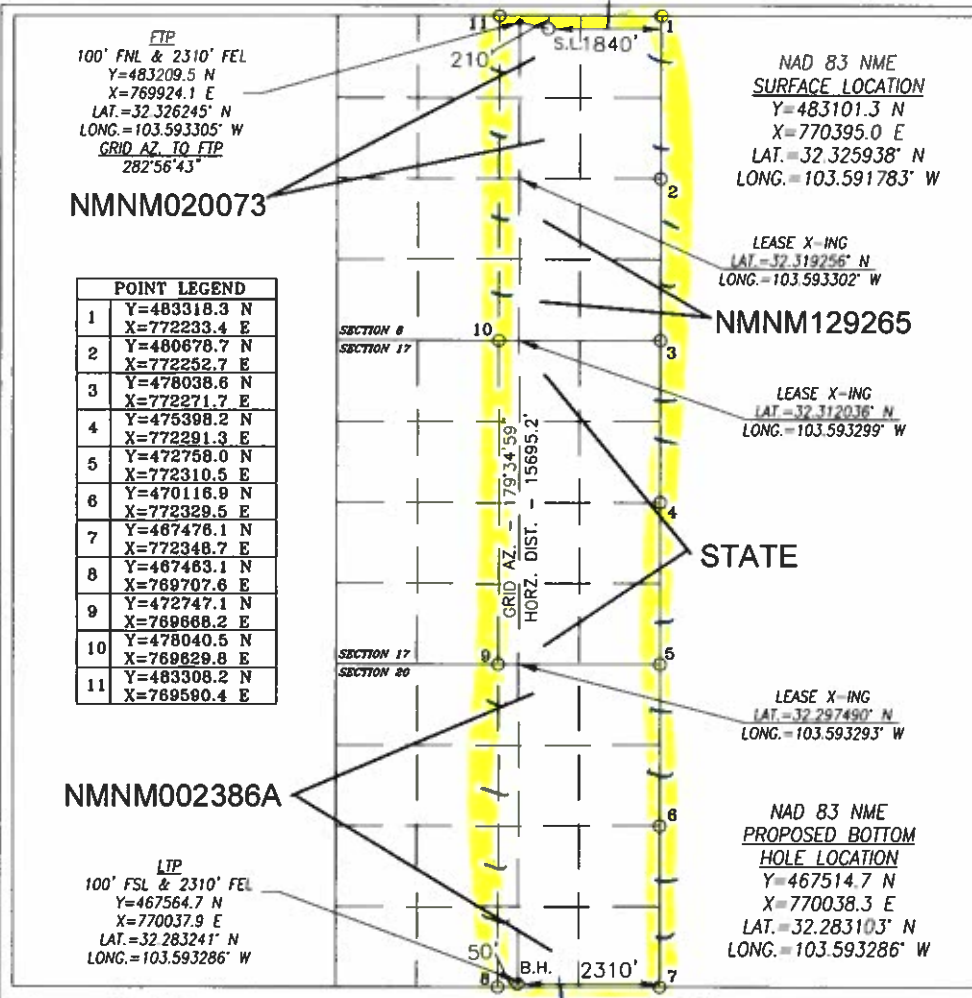 FTP
100' FNL & 2310' FEL
Y=483209.5 N
X=769924.1 E
LAT.=32.326245° N
LONG.=103.593305° W
GRID AZ. TO FTP
282°56'43"
11
210'
S.L.
1840'
1
NAD 83 NME
SURFACE LOCATION
Y=483101.3 N
X=770395.0 E
LAT.=32.325938° N
LONG.=103.591783° W
NMNM020073
2
LEASE X-ING
LAT.=32.319256° N
LONG.=103.593302° W
NMNM129265
POINT LEGEND
1 Y=483318.3 N
X=772233.4 E
2 Y=480678.7 N
X=772252.7 E
3 Y=478038.6 N
X=772271.7 E
4 Y=475398.2 N
X=772291.3 E
5 Y=472758.0 N
X=772310.5 E
6 Y=470116.9 N
X=772329.5 E
7 Y=467476.1 N
X=772348.7 E
8 Y=467463.1 N
X=769707.6 E
9 Y=472747.1 N
X=769668.2 E
10 Y=478040.5 N
X=769629.8 E
11 Y=483308.2 N
X=769590.4 E
SECTION 8
SECTION 17
10
3
LEASE X-ING
LAT.=32.312036° N
LONG.=103.593299° W
GRID AZ. - 179°34'59"
HORZ. DIST. - 15695.2'
4
STATE
SECTION 17
SECTION 20
9
5
LEASE X-ING
LAT.=32.297490° N
LONG.=103.593293° W
NMNM002386A
6
NAD 83 NME
PROPOSED BOTTOM
HOLE LOCATION
Y=467514.7 N
X=770038.3 E
LAT.=32.283103° N
LONG.=103.593286° W
LTP
100' FSL & 2310' FEL
Y=467564.7 N
X=770037.9 E
LAT.=32.283241° N
LONG.=103.593286° W
50'
B.H.
2310'
8
7